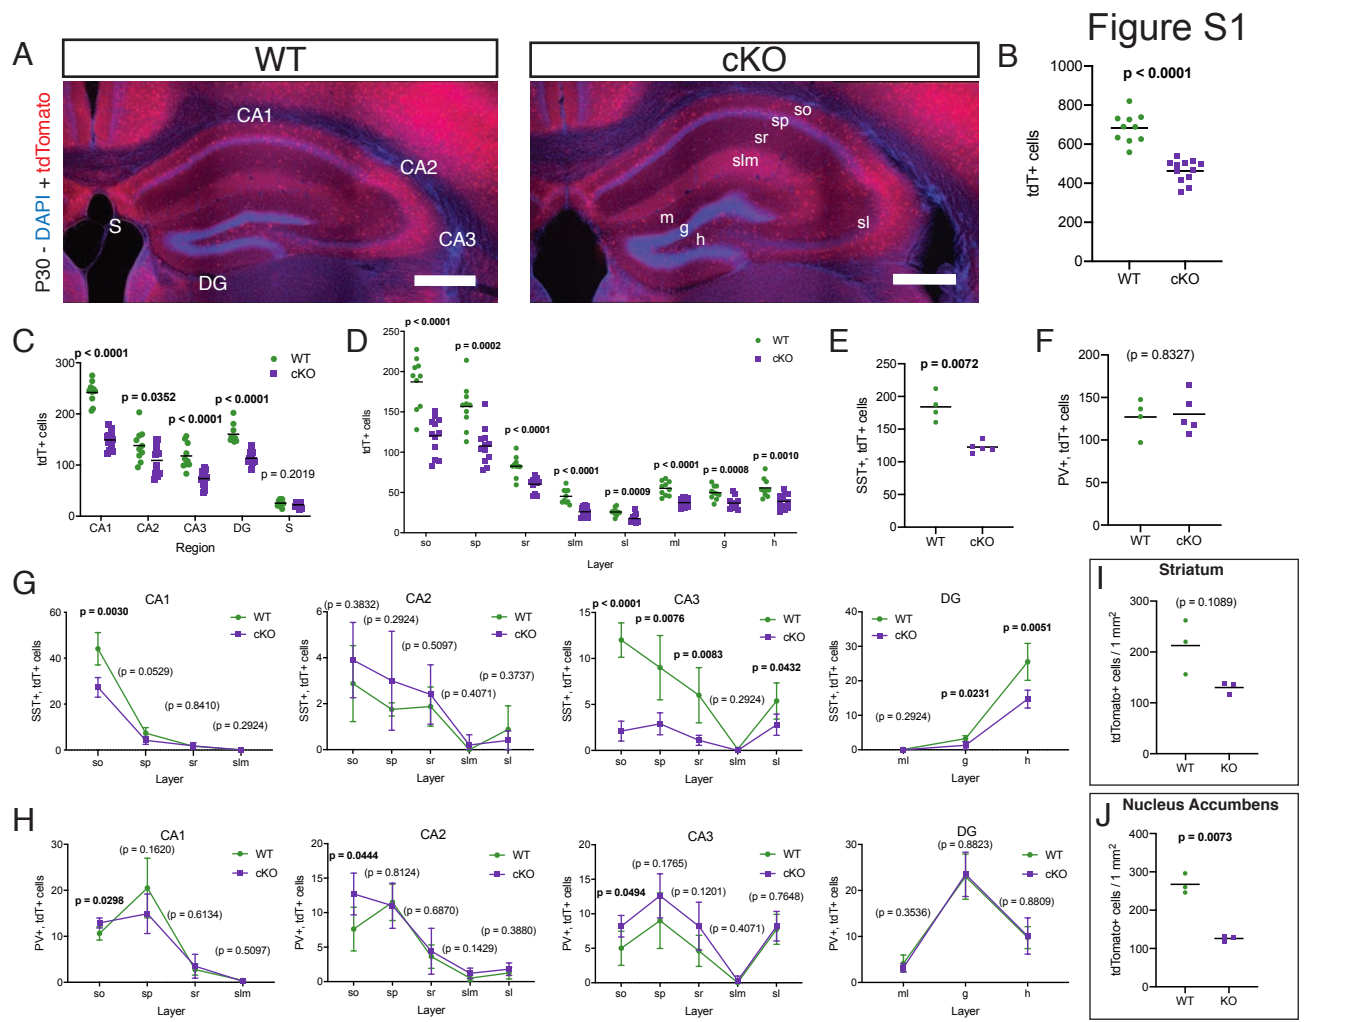 Figure S1
A
WT
cKO
P30 - DAPI + tdTomato
CA1
CA2
CA3
S
DG
so
sp
sr
slm
m
g
h
sl
B
p < 0.0001
tdT+ cells
1000
800
600
400
200
0
WT
cKO
C
p < 0.0001
p = 0.0352
p < 0.0001
p < 0.0001
p = 0.2019
WT
cKO
tdT+ cells
300
200
100
0
CA1 CA2 CA3 DG S
Region
D
p < 0.0001
p = 0.0002
p < 0.0001
p < 0.0001
p = 0.0009
p < 0.0001
p = 0.0008
p = 0.0010
WT
cKO
tdT+ cells
250
200
150
100
50
0
so sp sr slm sl ml g h
Layer
E
p = 0.0072
SST+, tdT+ cells
250
200
150
100
50
0
WT cKO
F
(p = 0.8327)
PV+, tdT+ cells
200
150
100
50
0
WT cKO
G
CA1
p = 0.0030
(p = 0.0529)
(p = 0.8410)
(p = 0.2924)
WT
cKO
SST+, tdT+ cells
60
40
20
0
so sp sr slm
Layer
CA2
(p = 0.3832)
(p = 0.2924)
(p = 0.5097)
(p = 0.4071)
(p = 0.3737)
WT
cKO
SST+, tdT+ cells
6
4
2
0
so sp sr slm sl
Layer
CA3
p < 0.0001
p = 0.0076
p = 0.0083
(p = 0.2924)
p = 0.0432
WT
cKO
SST+, tdT+ cells
15
10
5
0
so sp sr slm sl
Layer
DG
(p = 0.2924)
p = 0.0231
p = 0.0051
WT
cKO
SST+, tdT+ cells
40
30
20
10
0
ml g h
Layer
H
CA1
p = 0.0298
(p = 0.1620)
(p = 0.6134)
(p = 0.5097)
WT
cKO
PV+, tdT+ cells
30
20
10
0
so sp sr slm
Layer
CA2
p = 0.0444
(p = 0.8124)
(p = 0.6870)
(p = 0.1429)
(p = 0.3880)
WT
cKO
PV+, tdT+ cells
20
15
10
5
0
so sp sr slm sl
Layer
CA3
p = 0.0494
(p = 0.1765)
(p = 0.1201)
(p = 0.4071)
(p = 0.7648)
WT
cKO
PV+, tdT+ cells
15
10
5
0
so sp sr slm sl
Layer
DG
(p = 0.3536)
(p = 0.8823)
(p = 0.8809)
WT
cKO
PV+, tdT+ cells
30
20
10
0
ml g h
Layer
I
Striatum
(p = 0.1089)
tdTomato+ cells / 1 mm²
300
200
100
0
WT KO
J
Nucleus Accumbens
p = 0.0073
tdTomato+ cells / 1 mm²
400
300
200
100
0
WT KO